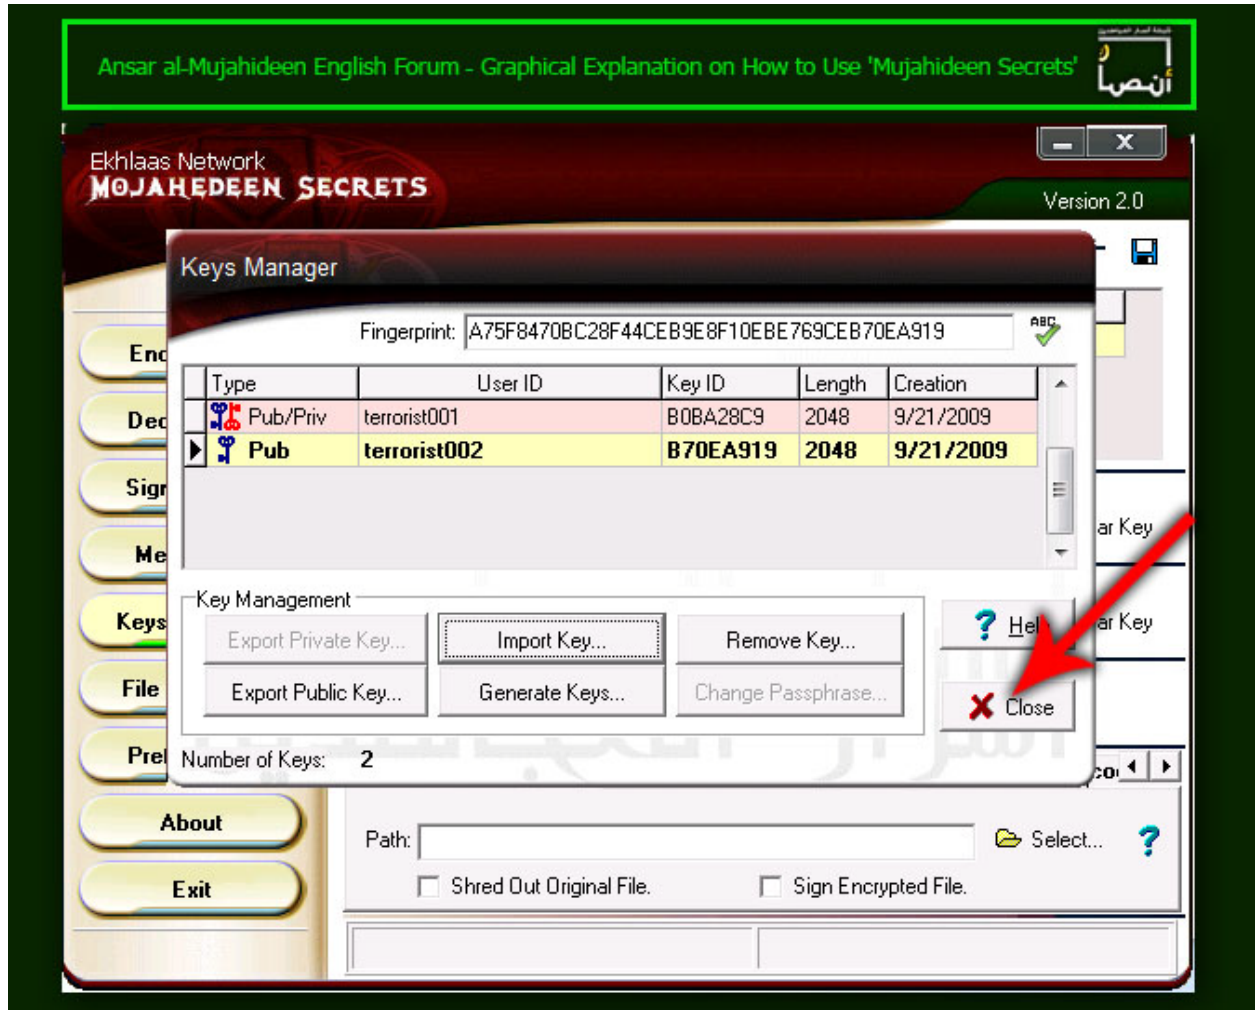 Ansar al-Mujahideen English Forum - Graphical Explanation on How to Use 'Mujahideen Secrets'
أنصار
Ekhlaas Network
MOJAHEDEEN SECRETS
Version 2.0
Keys Manager
Fingerprint: A75F8470BC28F44CEB9E8F10EBE769CEB70EA919
ABC
Type User ID Key ID Length Creation
Pub/Priv terrorist001 B0BA28C9 2048 9/21/2009
Pub terrorist002 B70EA919 2048 9/21/2009
Key Management
Export Private Key... Import Key... Remove Key...
Export Public Key... Generate Keys... Change Passphrase...
Close
Number of Keys: 2
Enc
Dec
Sign
Me
Keys
File
Pref
About
Exit
ar Key
ar Key
Path: Select... ?
Shred Out Original File. Sign Encrypted File.